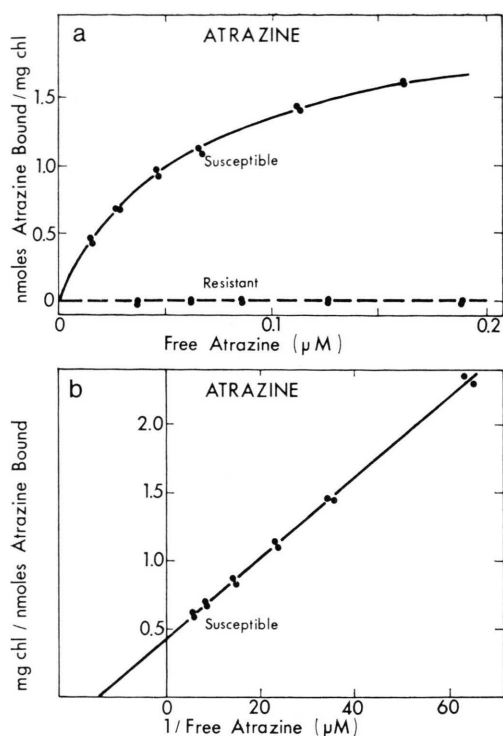 a
ATRAZINE
nmoles Atrazine Bound/mg chl
1.5
1.0
0.5
0
Susceptible
Resistant
0
0.1
0.2
Free Atrazine (μM)
b
ATRAZINE
mg chl / nmoles Atrazine Bound
2.0
1.5
1.0
0.5
Susceptible
0
20
40
60
1/Free Atrazine (μM)